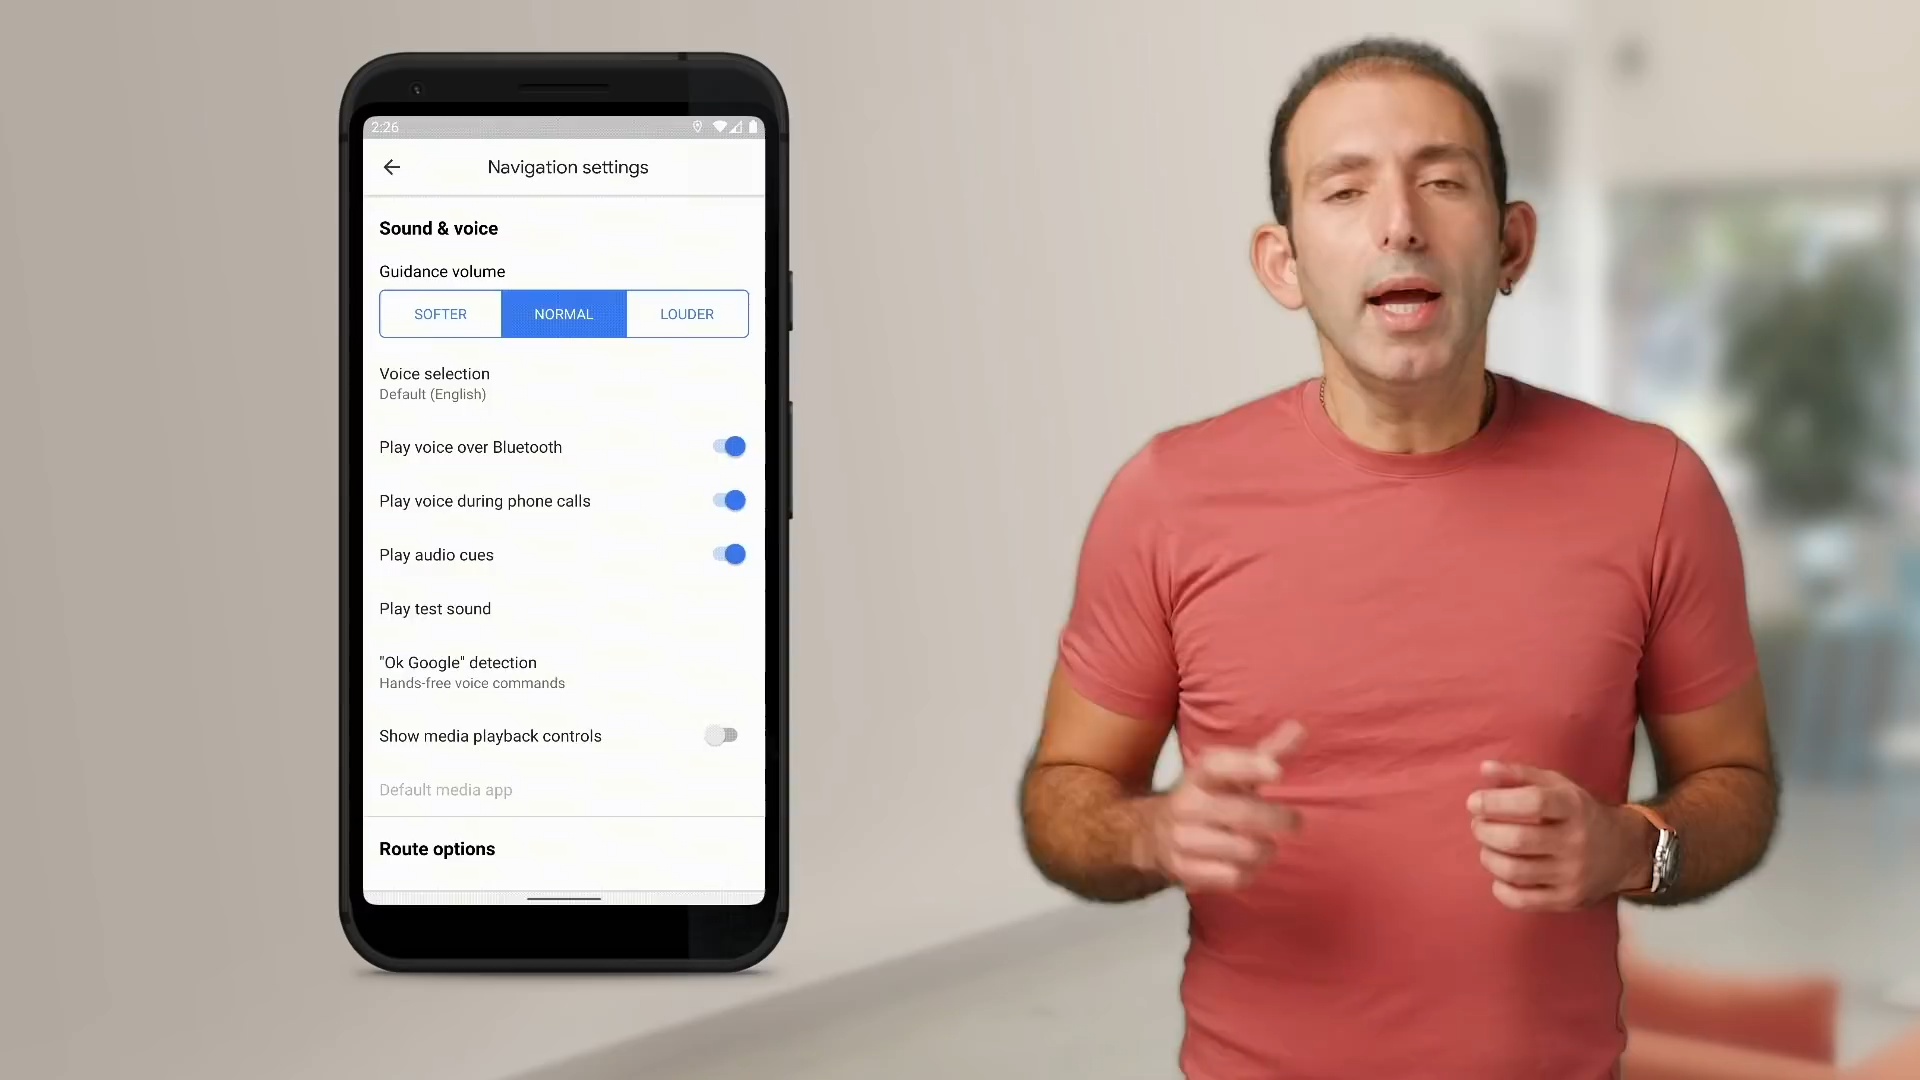 2:26
Navigation settings
Sound & voice
Guidance volume
SOFTER NORMAL LOUDER
Voice selection
Default (English)
Play voice over Bluetooth
Play voice during phone calls
Play audio cues
Play test sound
"Ok Google" detection
Hands-free voice commands
Show media playback controls
Default media app
Route options